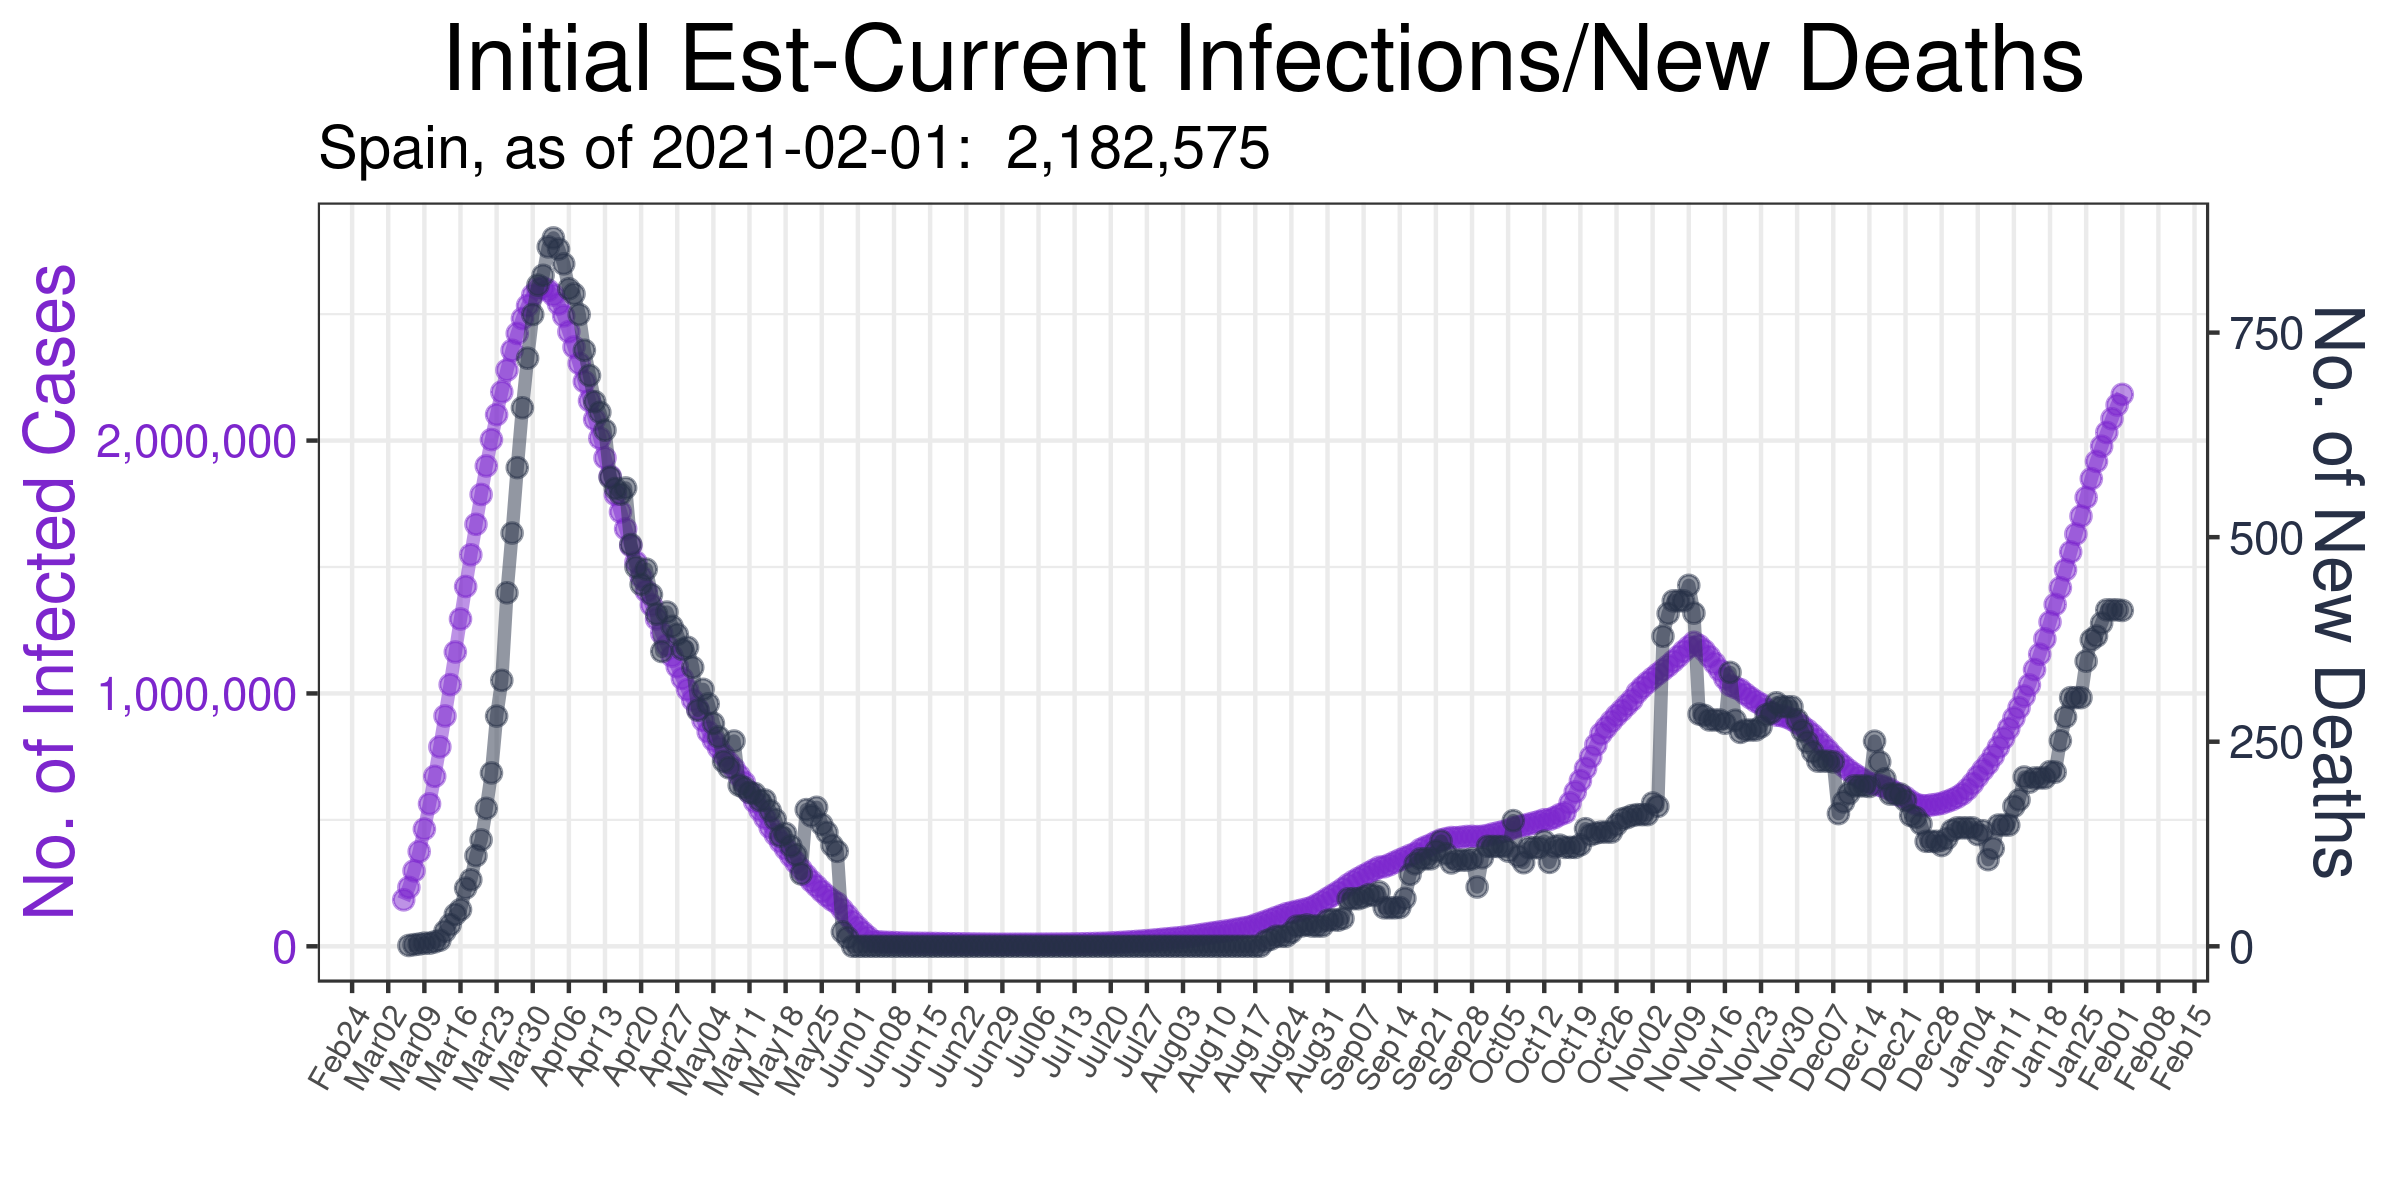 Initial Est-Current Infections/New Deaths
Spain, as of 2021-02-01:  2,182,575
No. of Infected Cases
2,000,000
1,000,000
0
750
500
250
0
No. of New Deaths
Feb24
Mar02
Mar09
Mar16
Mar23
Mar30
Apr06
Apr13
Apr20
Apr27
May04
May11
May18
May25
Jun01
Jun08
Jun15
Jun22
Jun29
Jul06
Jul13
Jul20
Jul27
Aug03
Aug10
Aug17
Aug24
Aug31
Sep07
Sep14
Sep21
Sep28
Oct05
Oct12
Oct19
Oct26
Nov02
Nov09
Nov16
Nov23
Nov30
Dec07
Dec14
Dec21
Dec28
Jan04
Jan11
Jan18
Jan25
Feb01
Feb08
Feb15